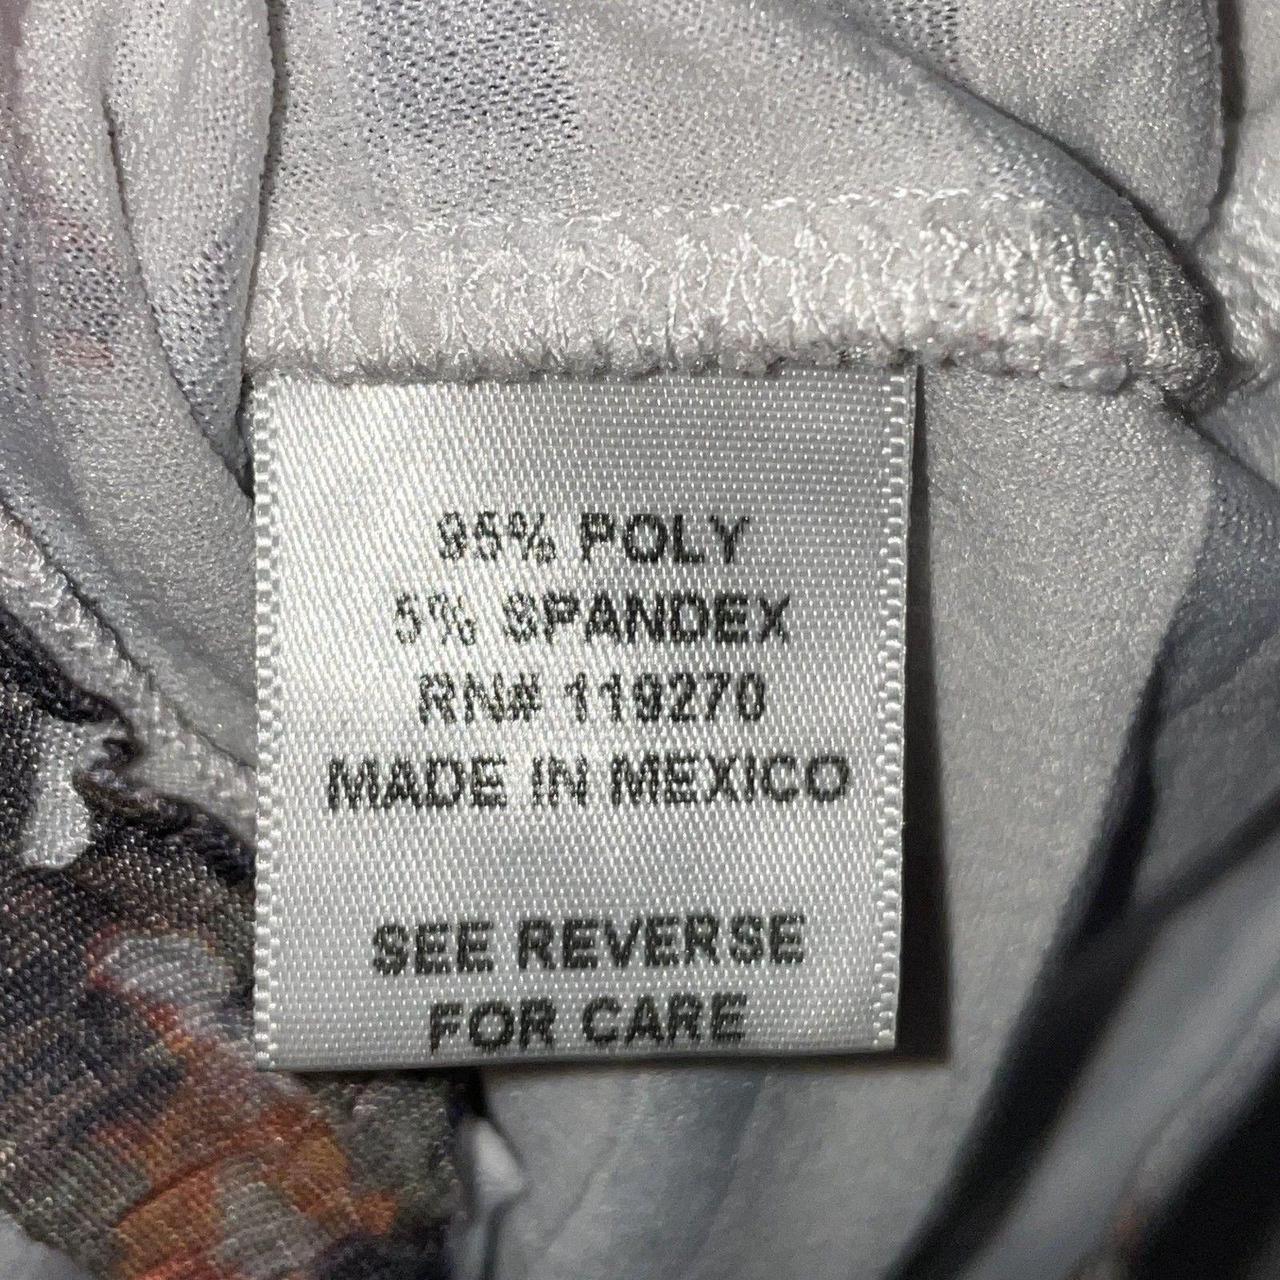 95% POLY
5% SPANDEX
RN# 119270
MADE IN MEXICO
SEE REVERSE
FOR CARE